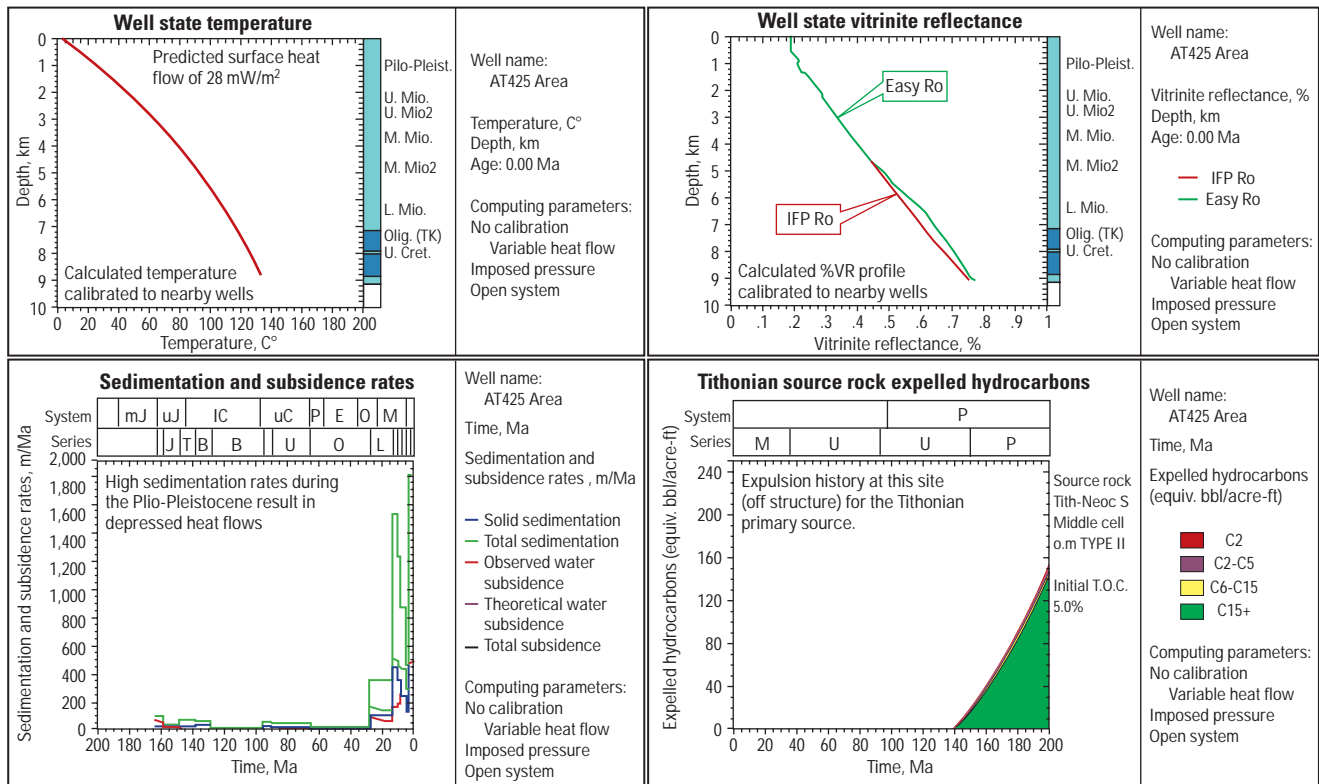 Well state temperature
Predicted surface heat
flow of 28 mW/m²
Calculated temperature
calibrated to nearby wells
Depth, km
0
1
2
3
4
5
6
7
8
9
10
0 20 40 60 80 100 120 140 160 180 200
Temperature, C°
Pilo-Pleist.
U. Mio.
U. Mio2
M. Mio.
M. Mio2
L. Mio.
Olig. (TK)
U. Cret.
Well name:
AT425 Area
Temperature, C°
Depth, km
Age: 0.00 Ma
Computing parameters:
No calibration
Variable heat flow
Imposed pressure
Open system
Well state vitrinite reflectance
Easy Ro
IFP Ro
Calculated %VR profile
calibrated to nearby wells
Depth, km
0
1
2
3
4
5
6
7
8
9
10
0 .1 .2 .3 .4 .5 .6 .7 .8 .9 1
Vitrinite reflectance, %
Pilo-Pleist.
U. Mio.
U. Mio2
M. Mio.
M. Mio2
L. Mio.
Olig. (TK)
U. Cret.
Well name:
AT425 Area
Vitrinite reflectance, %
Depth, km
Age: 0.00 Ma
IFP Ro
Easy Ro
Computing parameters:
No calibration
Variable heat flow
Imposed pressure
Open system
Sedimentation and subsidence rates
System mJ uJ IC uC P E O M
Series J T B B U O L
High sedimentation rates during
the Plio-Pleistocene result in
depressed heat flows
Sedimentation and subsidence rates, m/Ma
2,000
1,800
1,600
1,400
1,200
1,000
800
600
400
200
0
200 180 160 140 120 100 80 60 40 20 0
Time, Ma
Well name:
AT425 Area
Time, Ma
Sedimentation and
subsidence rates , m/Ma
Solid sedimentation
Total sedimentation
Observed water
subsidence
Theoretical water
subsidence
Total subsidence
Computing parameters:
No calibration
Variable heat flow
Imposed pressure
Open system
Tithonian source rock expelled hydrocarbons
System P
Series M U U P
Expulsion history at this site
(off structure) for the Tithonian
primary source.
Expelled hydrocarbons (equiv. bbl/acre-ft)
240
200
160
120
80
40
0
0 20 40 60 80 100 120 140 160 180 200
Time, Ma
Source rock
Tith-Neoc S
Middle cell
o.m TYPE II
Initial T.O.C.
5.0%
Well name:
AT425 Area
Time, Ma
Expelled hydrocarbons
(equiv. bbl/acre-ft)
C2
C2-C5
C6-C15
C15+
Computing parameters:
No calibration
Variable heat flow
Imposed pressure
Open system